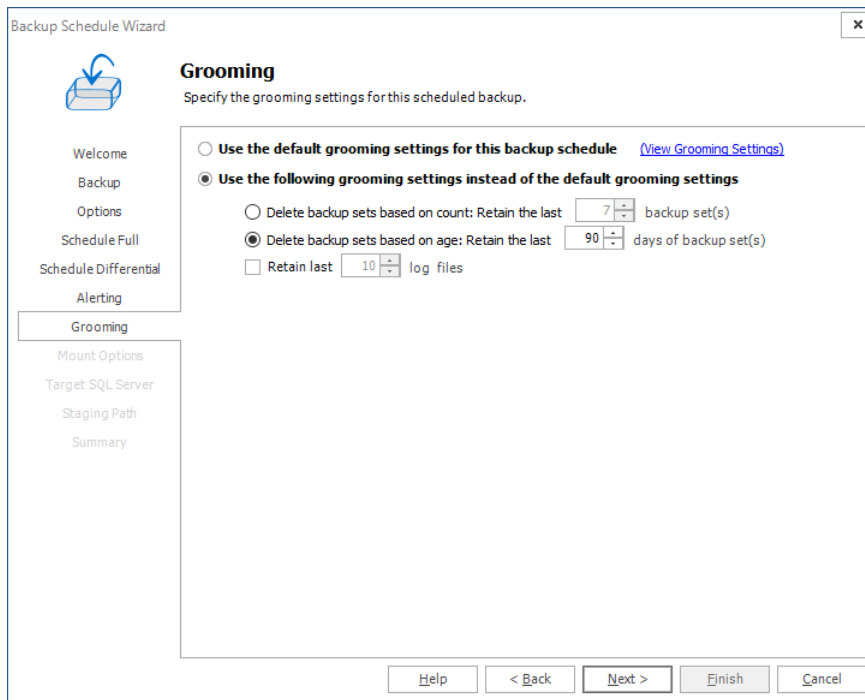 Backup Schedule Wizard
Grooming
Specify the grooming settings for this scheduled backup.
Welcome
Backup
Options
Schedule Full
Schedule Differential
Alerting
Grooming
Mount Options
Target SQL Server
Staging Path
Summary
Use the default grooming settings for this backup schedule (View Grooming Settings)
Use the following grooming settings instead of the default grooming settings
Delete backup sets based on count: Retain the last 7 backup set(s)
Delete backup sets based on age: Retain the last 90 days of backup set(s)
Retain last 10 log files
Help < Back Next > Finish Cancel